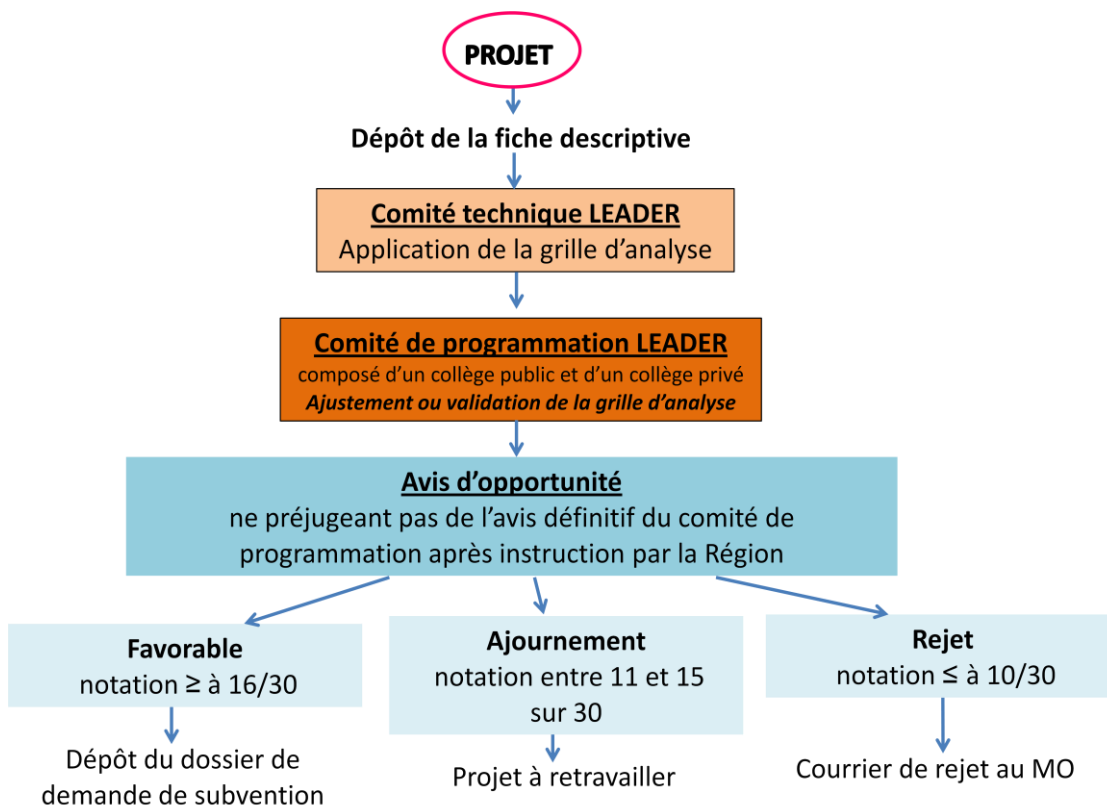 PROJET
Dépôt de la fiche descriptive
Comité technique LEADER
Application de la grille d'analyse
Comité de programmation LEADER
composé d'un collège public et d'un collège privé
Ajustement ou validation de la grille d'analyse
Avis d'opportunité
ne préjugeant pas de l'avis définitif du comité de
programmation après instruction par la Région
Favorable
notation ≥ à 16/30
Dépôt du dossier de
demande de subvention
Ajournement
notation entre 11 et 15
sur 30
Projet à retravailler
Rejet
notation ≤ à 10/30
Courrier de rejet au MO